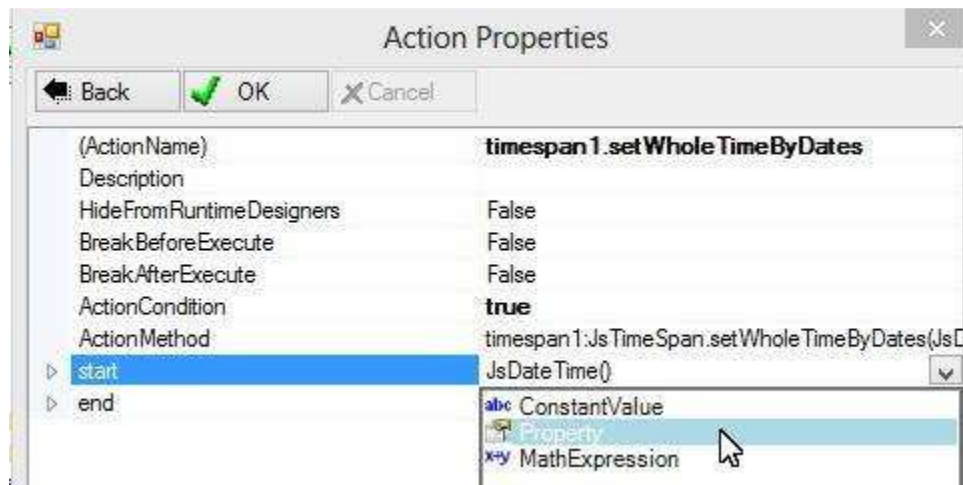 Action Properties
Back OK Cancel
(ActionName) timespan1.setWholeTimeByDates
Description
HideFromRuntimeDesigners False
BreakBeforeExecute False
BreakAfterExecute False
ActionCondition true
ActionMethod timespan1:JsTimeSpan.setWholeTimeByDates(JsD
start JsDateTime()
end
abc ConstantValue
Property
x+y MathExpression